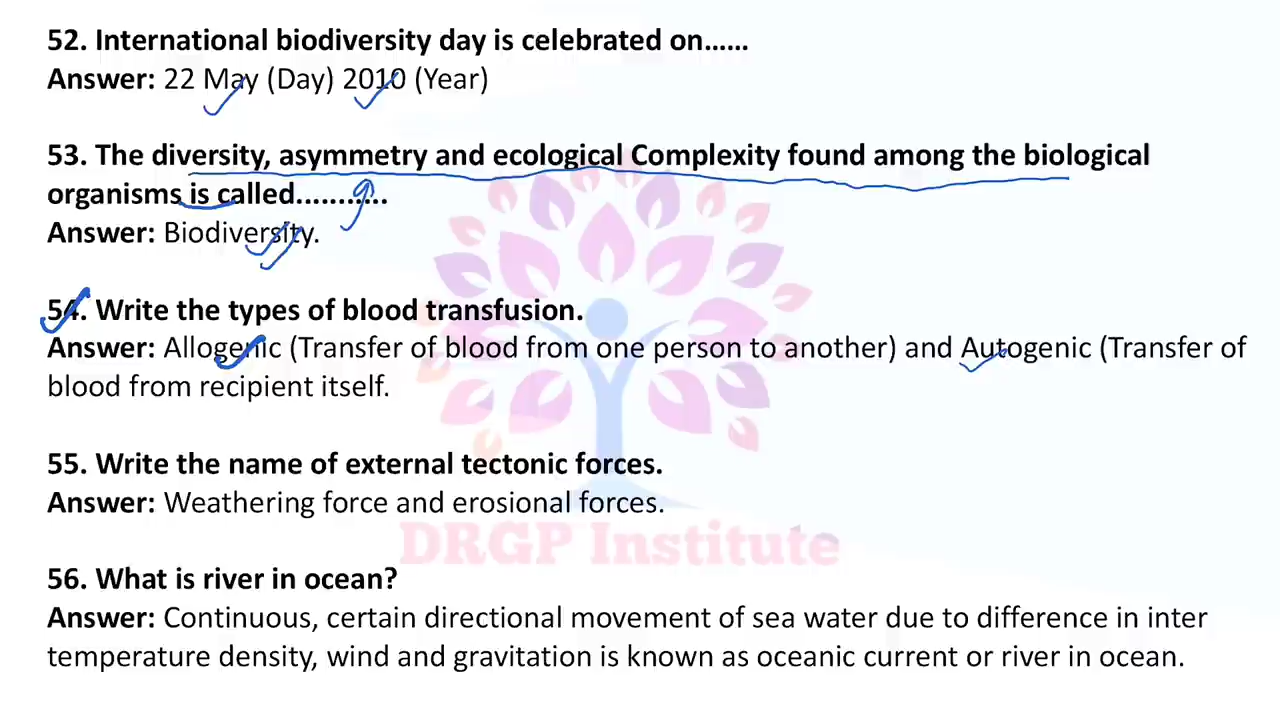 52. International biodiversity day is celebrated on......
Answer: 22 May (Day) 2010 (Year)
53. The diversity, asymmetry and ecological Complexity found among the biological
organisms is called...........
Answer: Biodiversity.
54. Write the types of blood transfusion.
Answer: Allogenic (Transfer of blood from one person to another) and Autogenic (Transfer of
blood from recipient itself.
55. Write the name of external tectonic forces.
Answer: Weathering force and erosional forces.
DRGP Institute
56. What is river in ocean?
Answer: Continuous, certain directional movement of sea water due to difference in inter
temperature density, wind and gravitation is known as oceanic current or river in ocean.